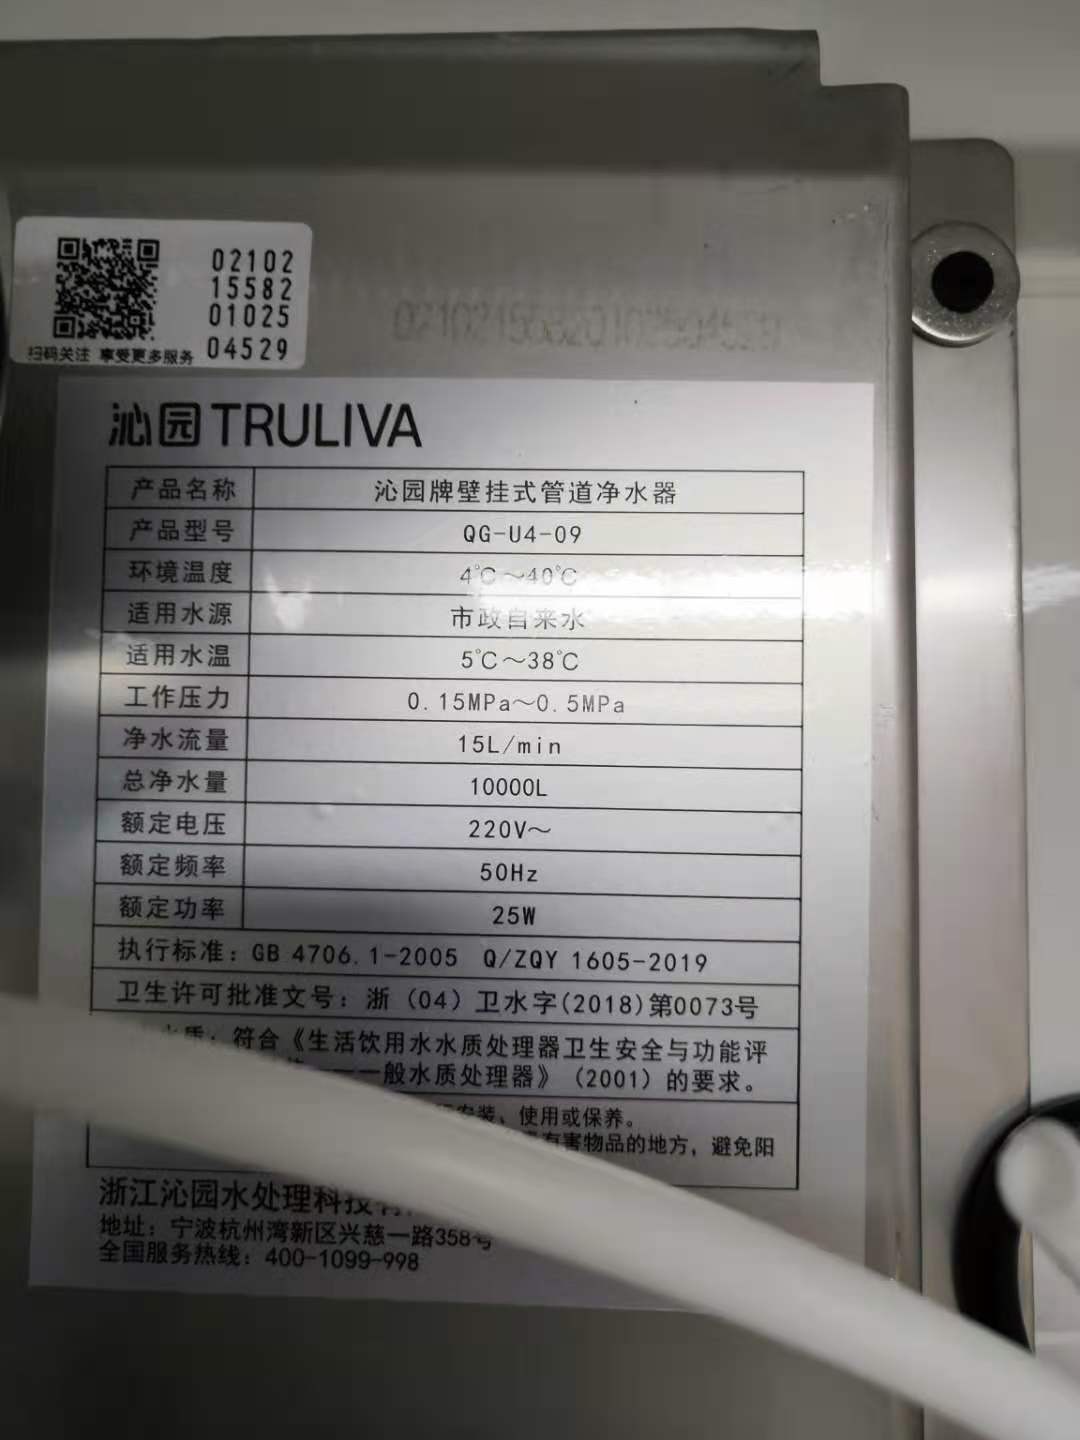 02102
15582
01025
04529
扫码关注 享受更多服务
沁园TRULIVA
产品名称 沁园牌壁挂式管道净水器
产品型号 QG-U4-09
环境温度 4℃～40℃
适用水源 市政自来水
适用水温 5℃～38℃
工作压力 0.15MPa～0.5MPa
净水流量 15L/min
总净水量 10000L
额定电压 220V～
额定频率 50Hz
额定功率 25W
执行标准：GB 4706.1-2005 Q/ZQY 1605-2019
卫生许可批准文号：浙（04）卫水字(2018)第0073号
水质：符合《生活饮用水水质处理器卫生安全与功能评
一般水质处理器》（2001）的要求。
安装、使用或保养。
有害物品的地方，避免阳
浙江沁园水处理科技
地址：宁波杭州湾新区兴慈一路358号
全国服务热线：400-1099-998